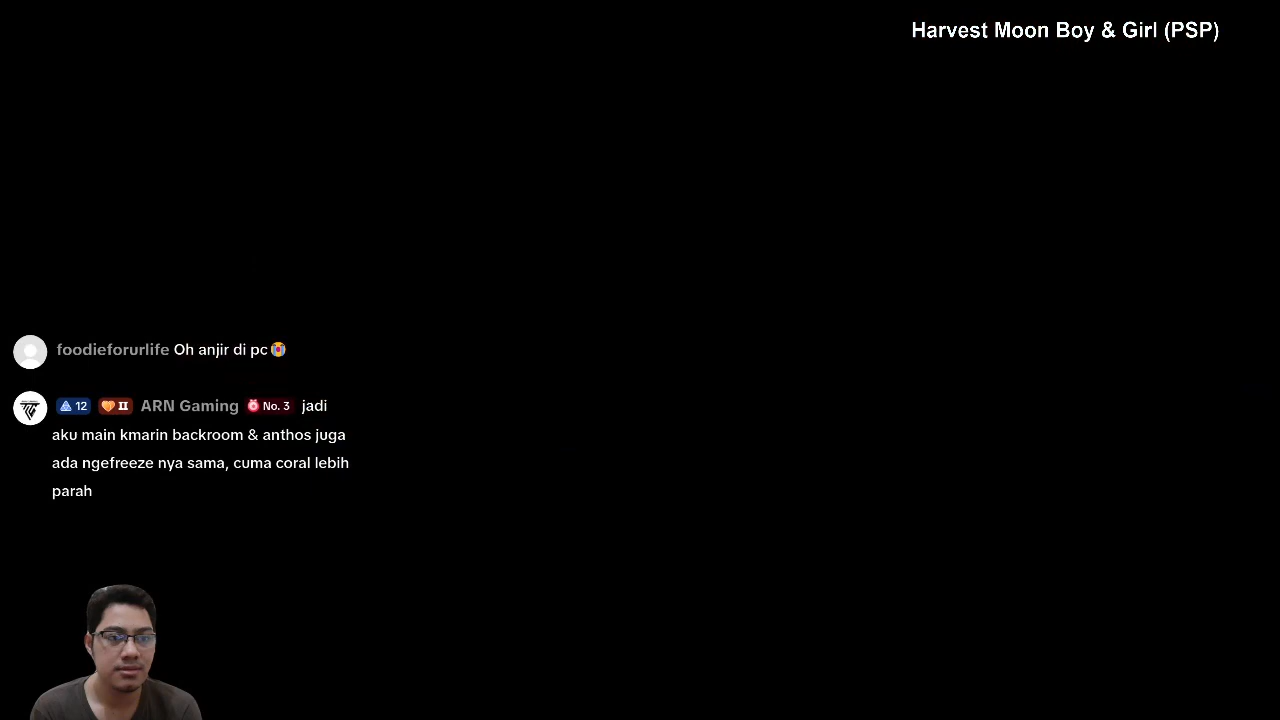 Harvest Moon Boy & Girl (PSP)
foodieforurlife Oh anjir di pc😭
12 II ARN Gaming No. 3 jadi
aku main kmarin backroom & anthos juga
ada ngefreeze nya sama, cuma coral lebih
parah